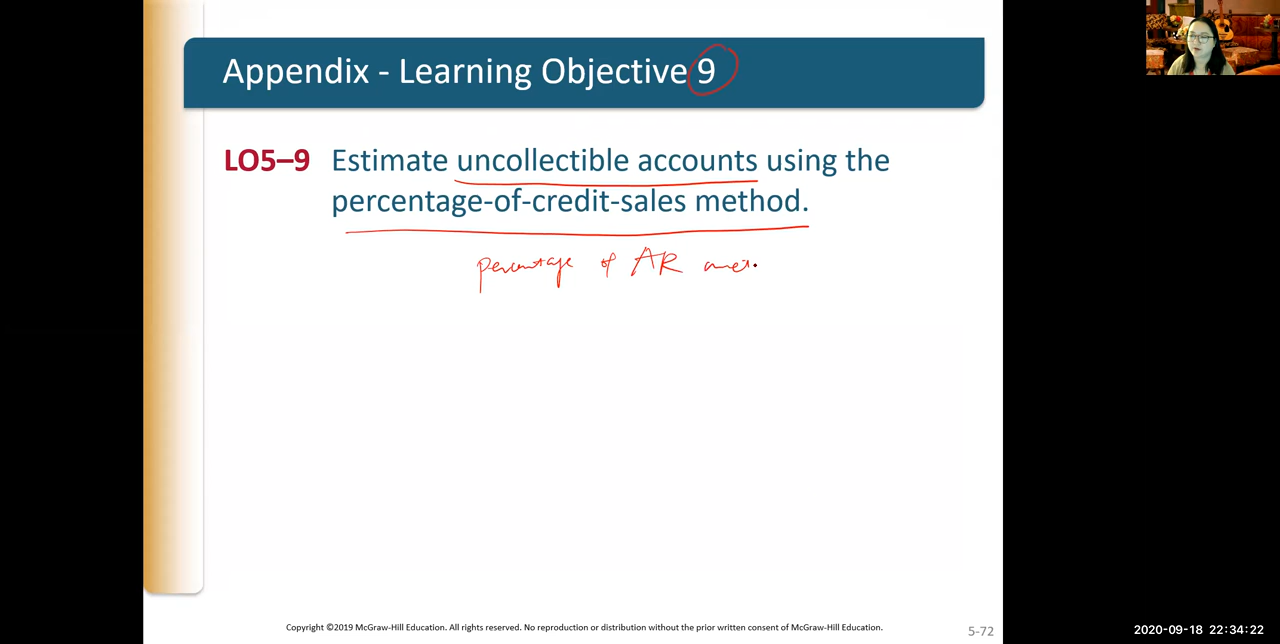 Appendix - Learning Objective 9
LO5–9 Estimate uncollectible accounts using the
percentage-of-credit-sales method.
percentage of AR
Copyright ©2019 McGraw-Hill Education. All rights reserved. No reproduction or distribution without the prior written consent of McGraw-Hill Education.
5-72
2020-09-18 22:34:22